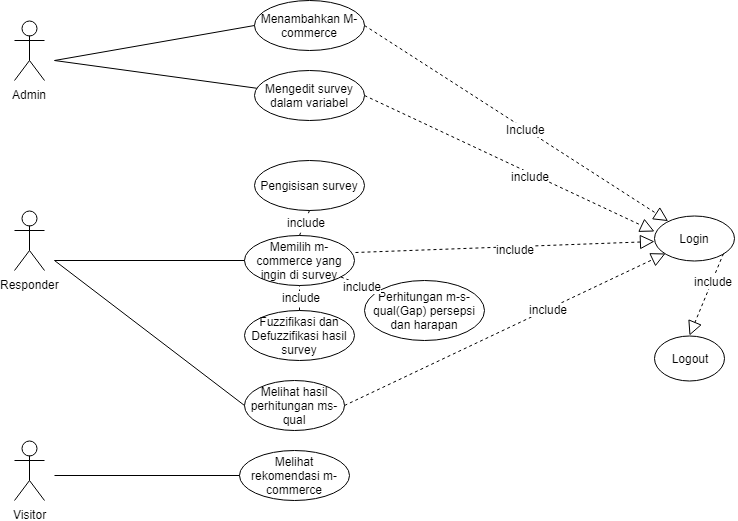 Menambahkan M-
commerce
Admin
Mengedit survey
dalam variabel
Include
include
Pengisisan survey
include
Responder
Memilih m-
commerce yang
ingin di survey
include
Login
include
include
include
Perhitungan m-s-
qual(Gap) persepsi
dan harapan
Fuzzifikasi dan
Defuzzifikasi hasil
survey
include
include
Logout
Melihat hasil
perhitungan ms-
qual
Visitor
Melihat
rekomendasi m-
commerce